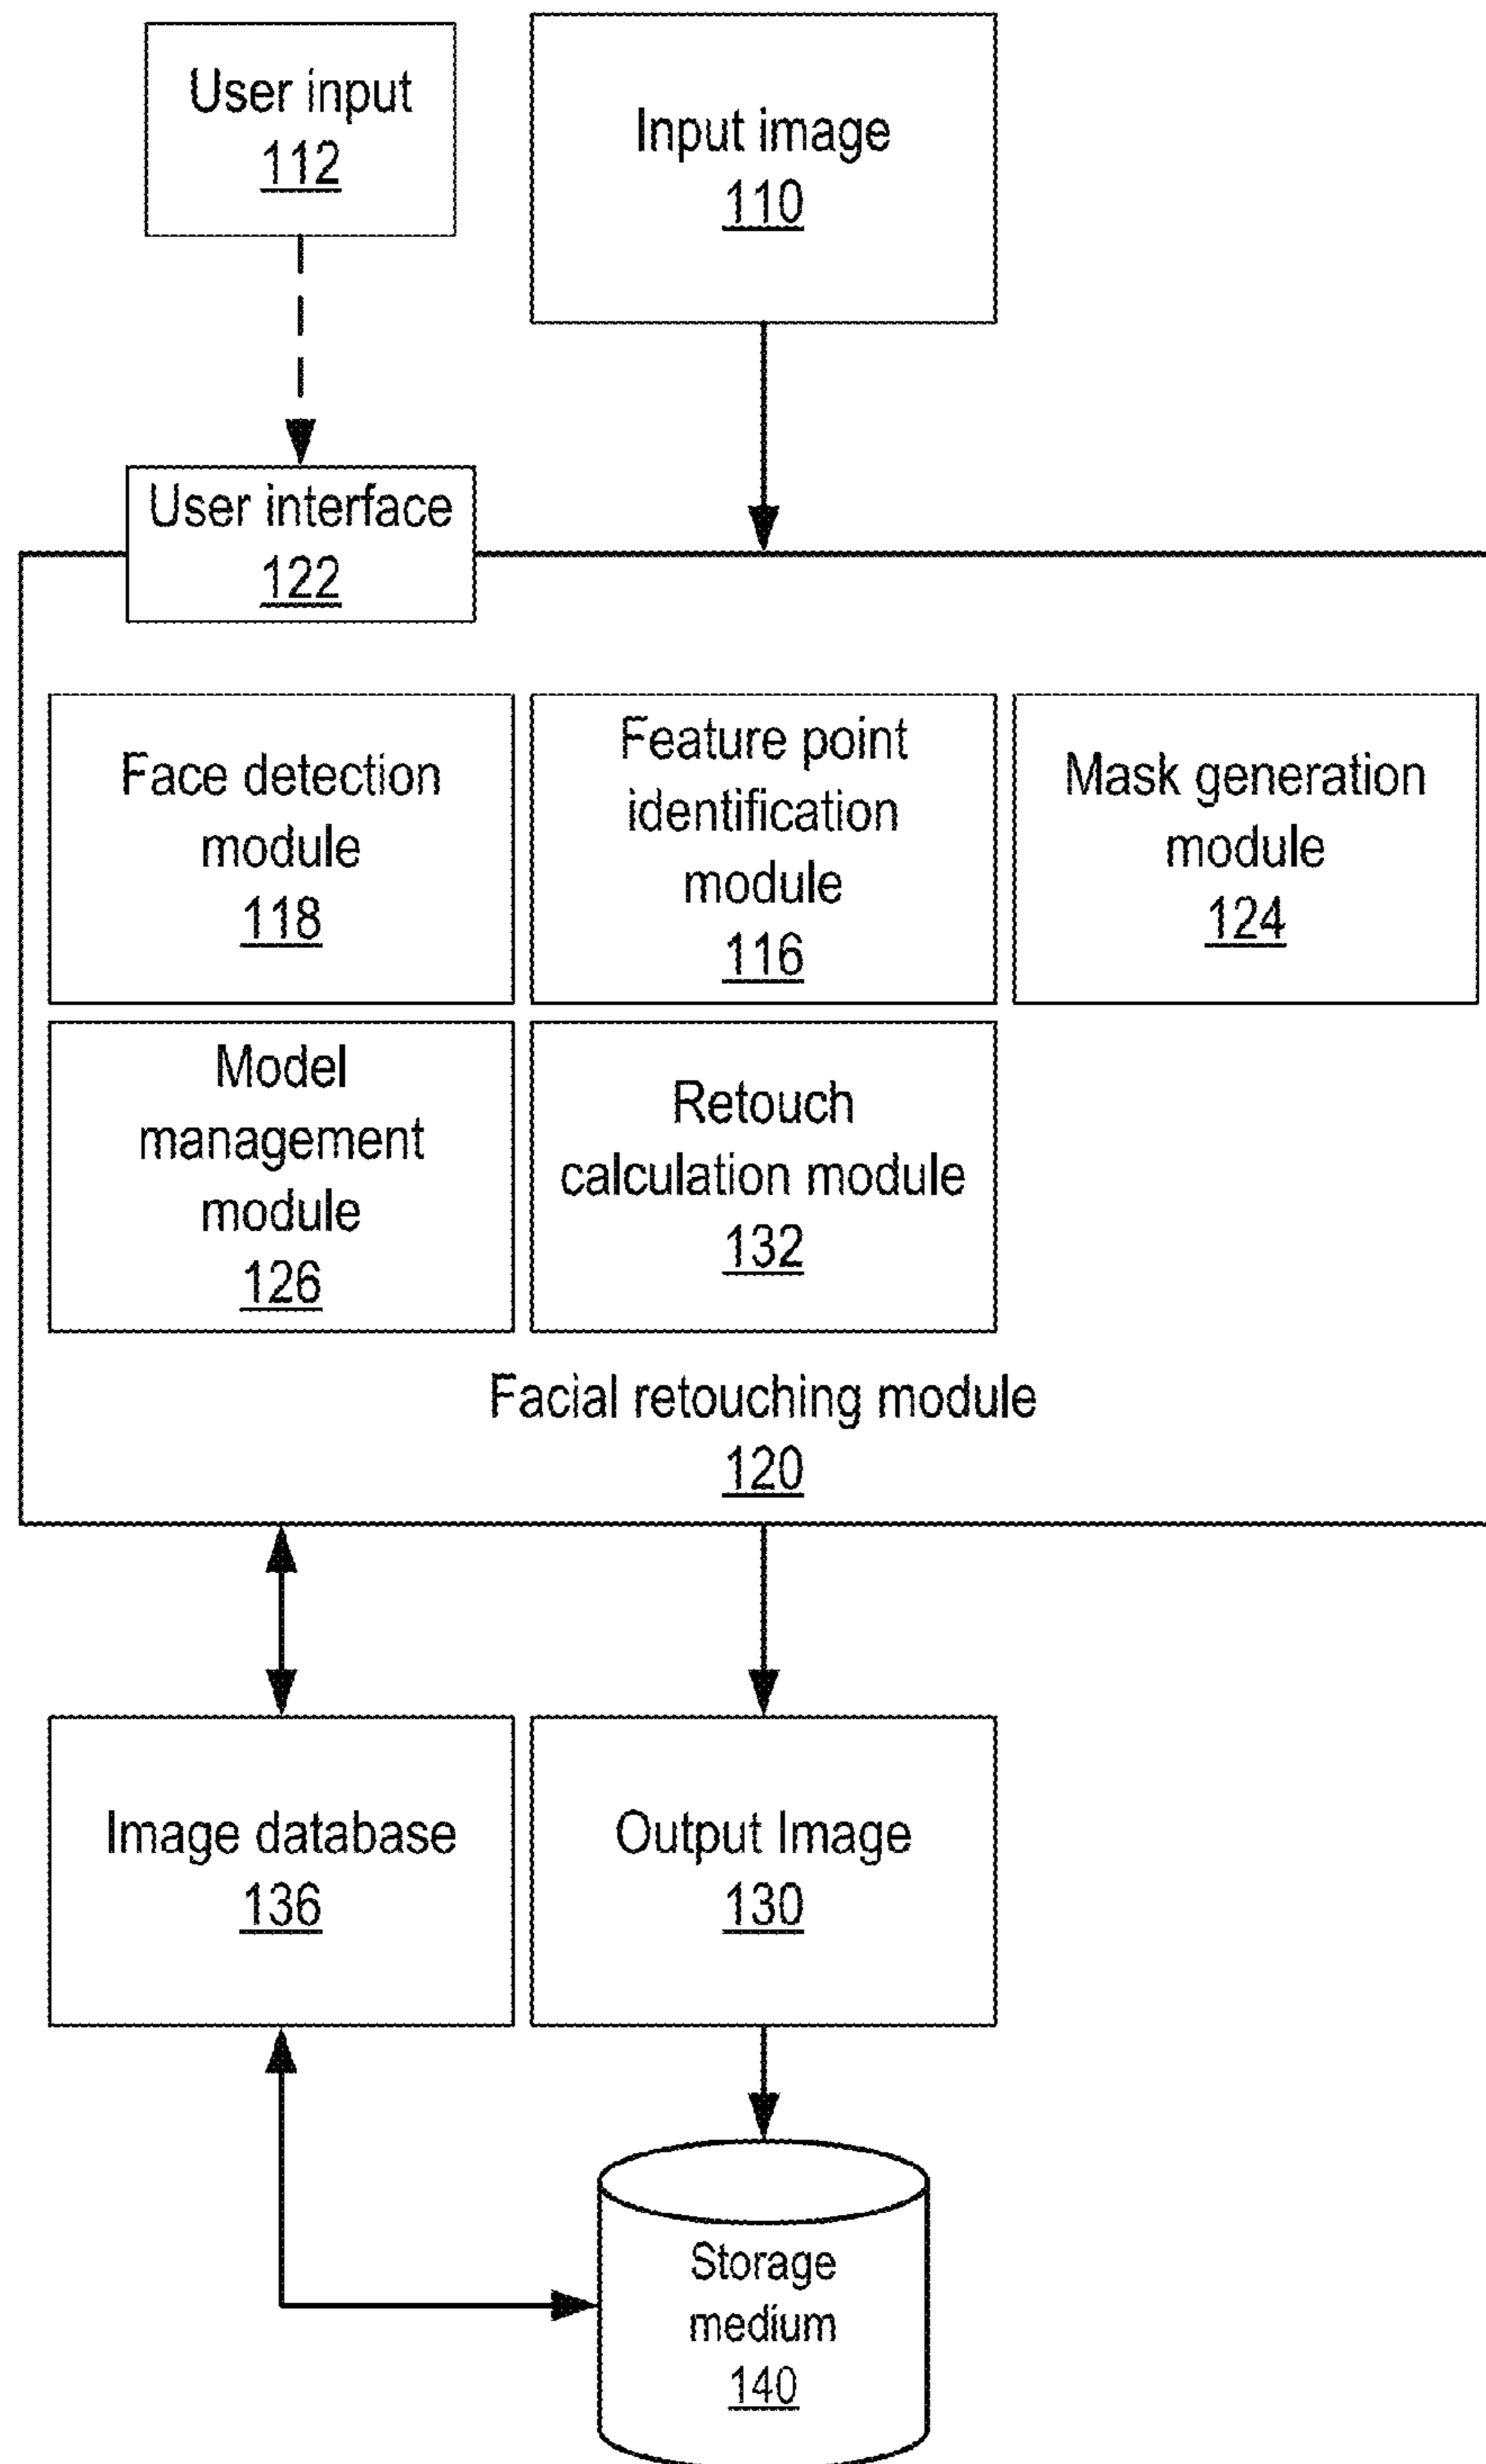 User input
112
Input image
110
User interface
122
Face detection
module
118
Feature point
identification
module
116
Mask generation
module
124
Model
management
module
126
Retouch
calculation module
132
Facial retouching module
120
Image database
136
Output Image
130
Storage
medium
140